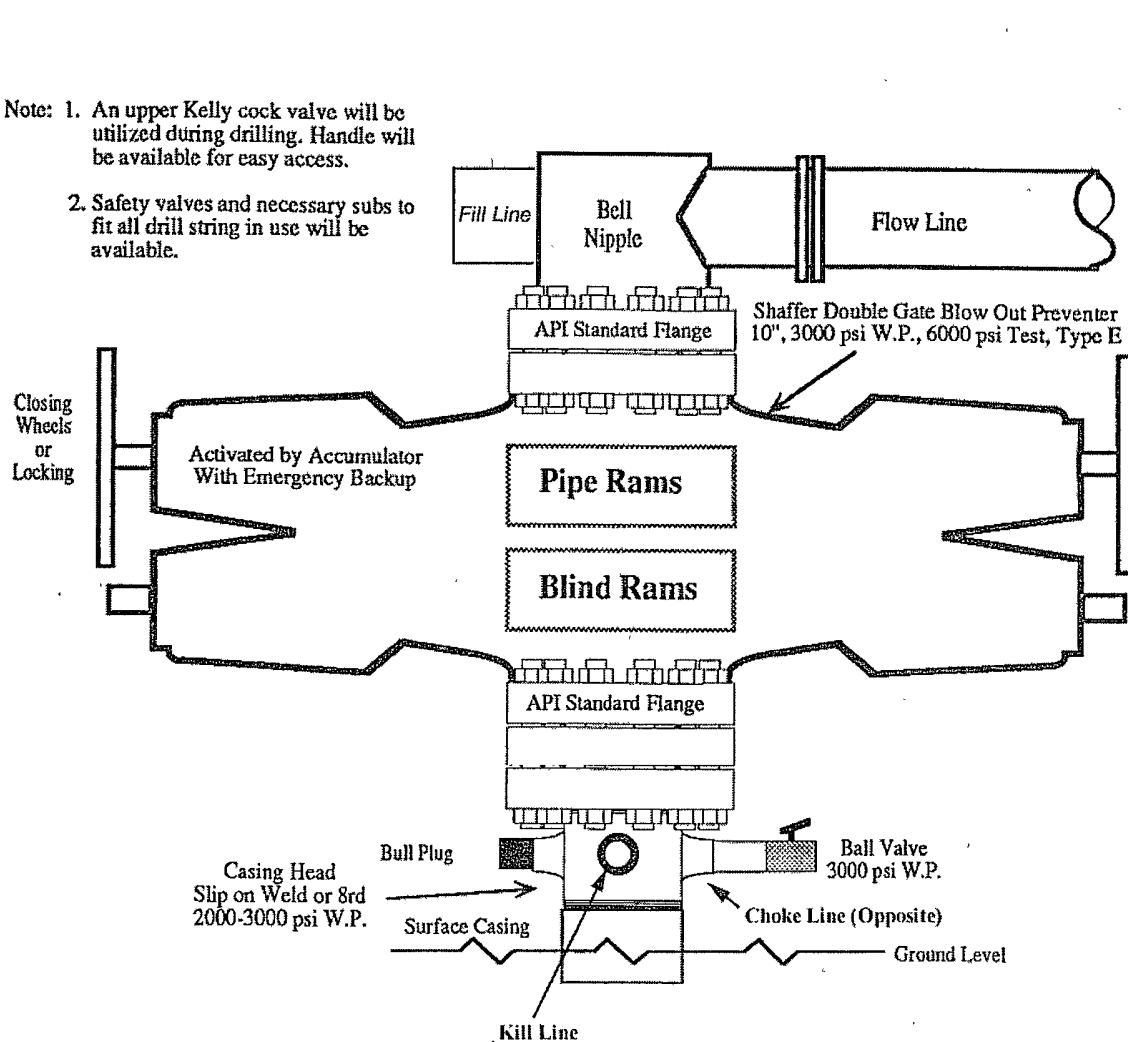 Note: 1. An upper Kelly cock valve will be
utilized during drilling. Handle will
be available for easy access.
2. Safety valves and necessary subs to
fit all drill string in use will be
available.
Fill Line
Bell
Nipple
Flow Line
API Standard Flange
Shaffer Double Gate Blow Out Preventer
10", 3000 psi W.P., 6000 psi Test, Type E
Closing
Wheels
or
Locking
Activated by Accumulator
With Emergency Backup
Pipe Rams
Blind Rams
API Standard Flange
Bull Plug
Ball Valve
3000 psi W.P.
Casing Head
Slip on Weld or 8rd
2000-3000 psi W.P.
Choke Line (Opposite)
Surface Casing
Ground Level
Kill Line